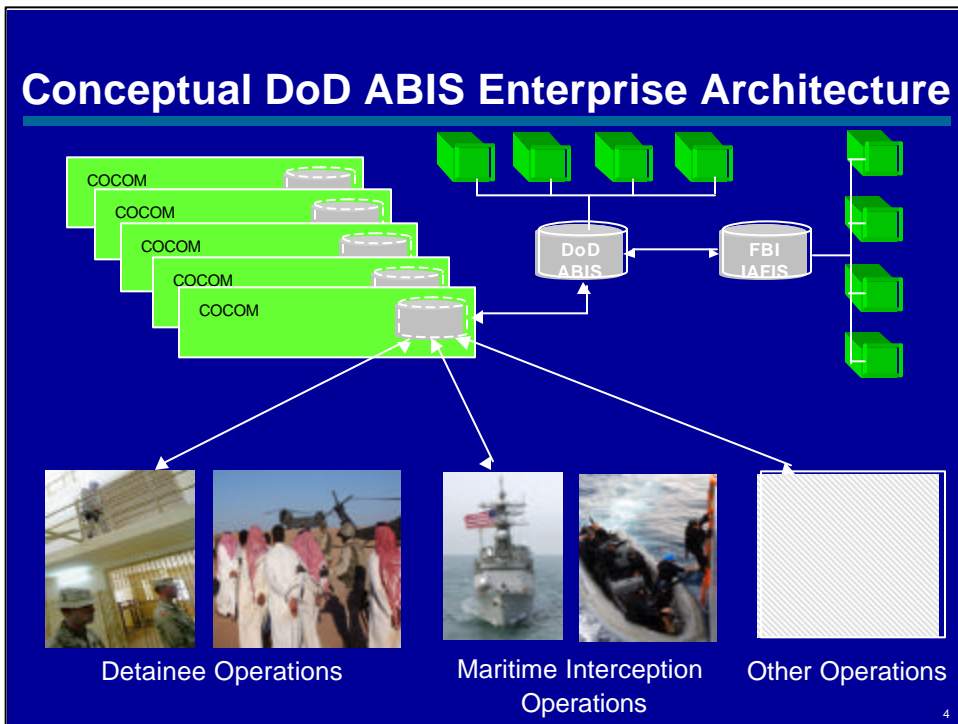 Conceptual DoD ABIS Enterprise Architecture
COCOM
COCOM
COCOM
COCOM
COCOM
DoD
ABIS
FBI
IAFIS
Detainee Operations
Maritime Interception
Operations
Other Operations
4